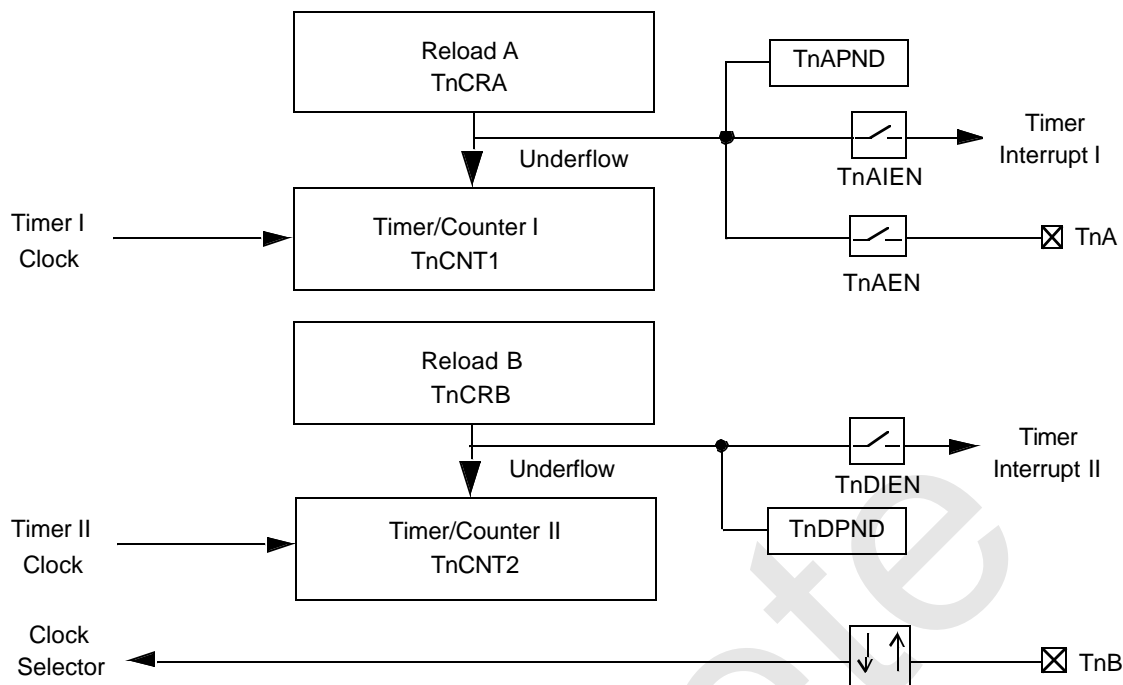 Reload A
TnCRA
TnAPND
Timer
Interrupt I
Underflow
TnAIEN
Timer I
Clock
Timer/Counter I
TnCNT1
TnA
TnAEN
Reload B
TnCRB
Timer
Interrupt II
Underflow
TnDIEN
Timer II
Clock
Timer/Counter II
TnCNT2
TnDPND
Clock
Selector
TnB